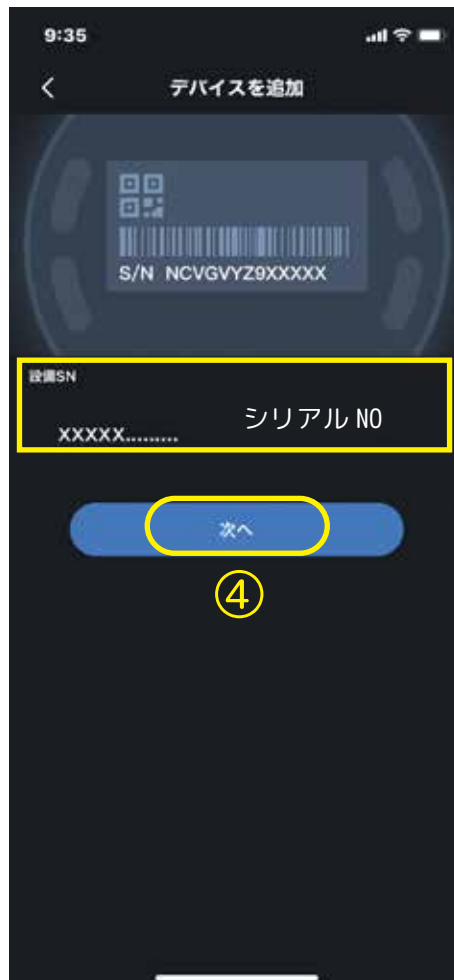 9:35
デバイスを追加
S/N NCVGVYZ9XXXXX
設備SN
XXXXX.........
シリアル NO
次へ
④